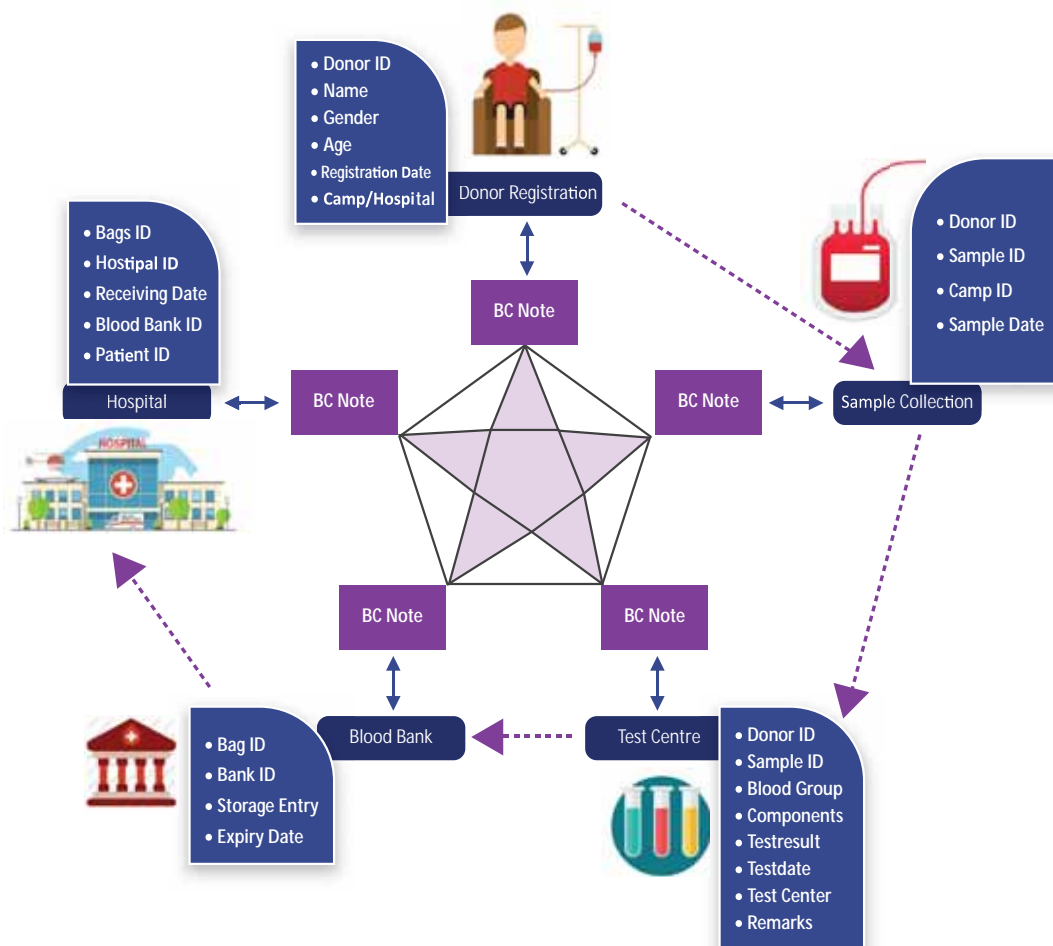 • Donor ID
• Name
• Gender
• Age
• Registration Date
• Camp/Hospital
Donor Registration
• Bags ID
• Hostipal ID
• Receiving Date
• Blood Bank ID
• Patient ID
Hospital
HOSPITAL
• Donor ID
• Sample ID
• Camp ID
• Sample Date
Sample Collection
BC Note
BC Note
BC Note
BC Note
BC Note
Blood Bank
• Bag ID
• Bank ID
• Storage Entry
• Expiry Date
Test Centre
• Donor ID
• Sample ID
• Blood Group
• Components
• Testresult
• Testdate
• Test Center
• Remarks